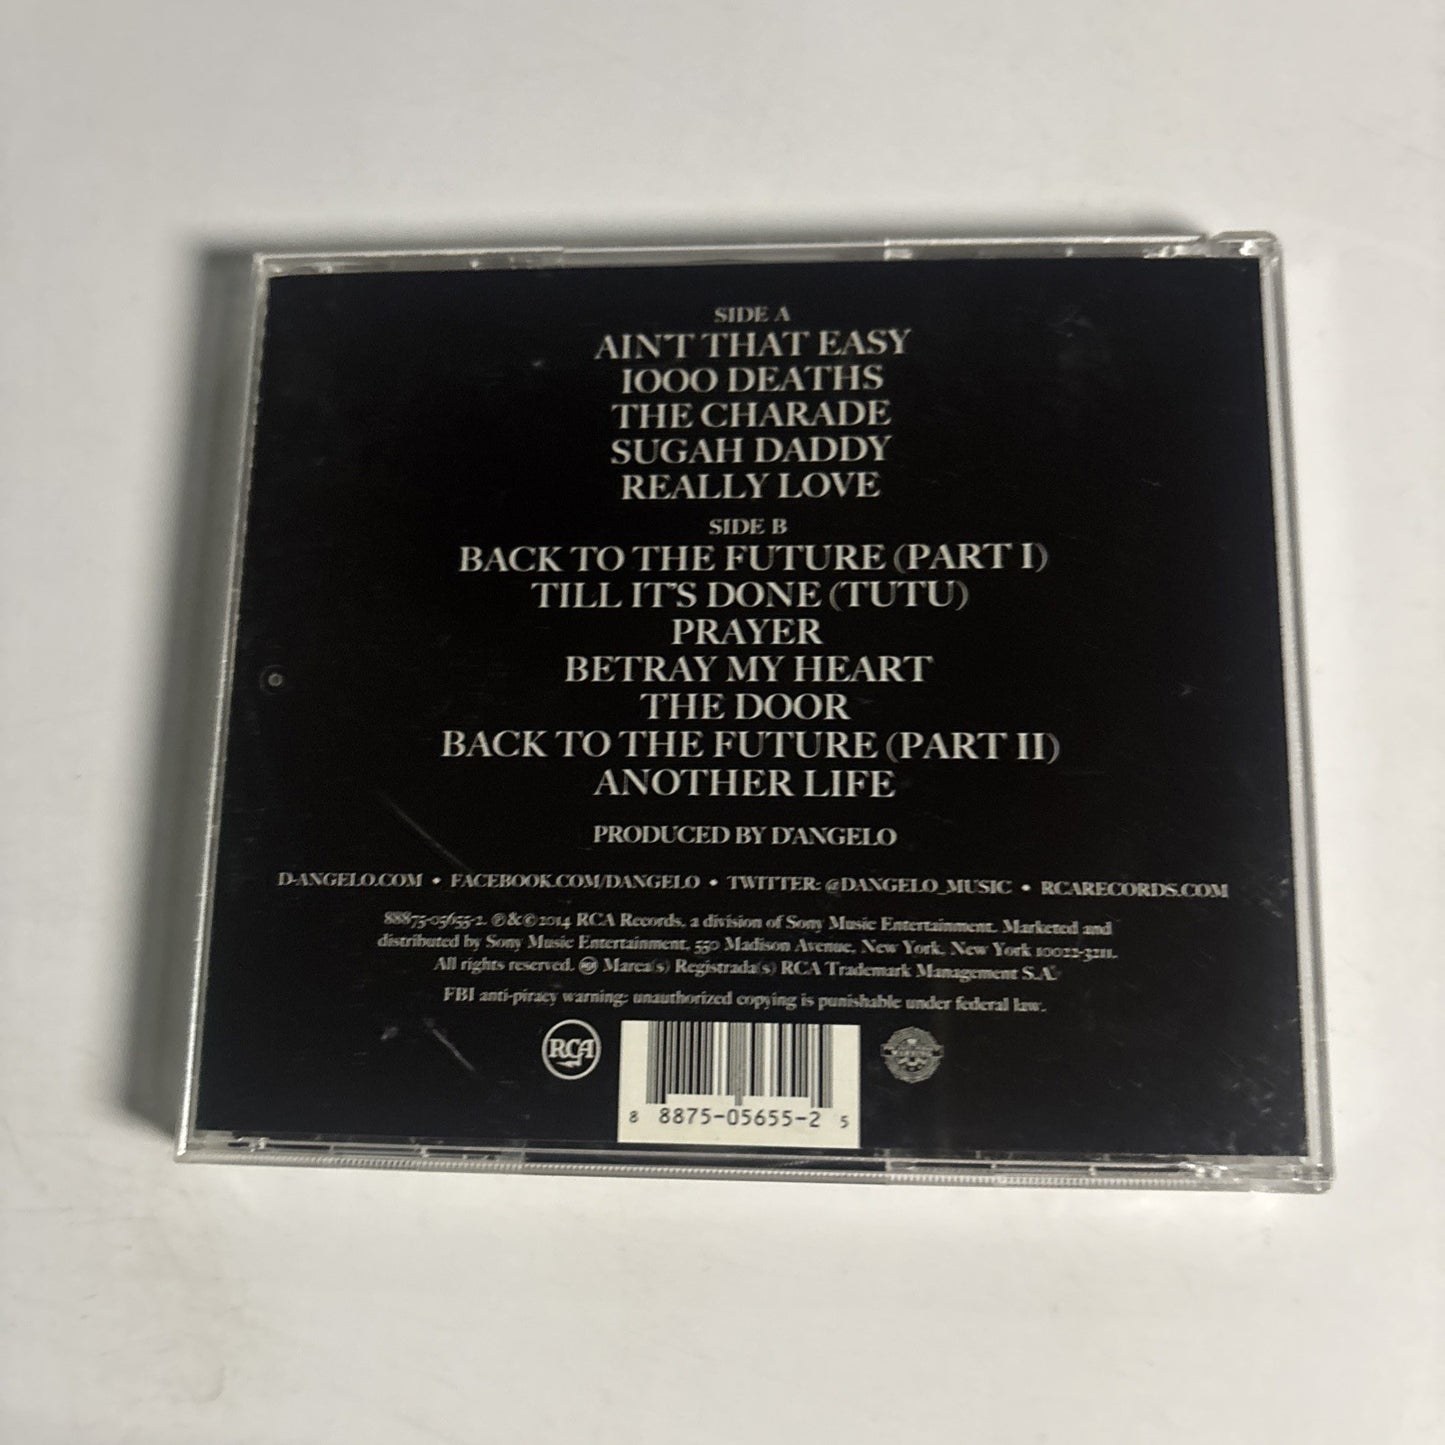 SIDE A
AINT THAT EASY
1000 DEATHS
THE CHARADE
SUGAH DADDY
REALLY LOVE
SIDE B
BACK TO THE FUTURE (PART I)
TILL IT'S DONE (TUTU)
PRAYER
BETRAY MY HEART
THE DOOR
BACK TO THE FUTURE (PART II)
ANOTHER LIFE
PRODUCED BY D'ANGELO
D-ANGELO.COM • FACEBOOK.COM/DANGELO • TWITTER: @DANGELO_MUSIC • RCARECORDS.COM
88875-05655-2. ℗ & © 2014 RCA Records, a division of Sony Music Entertainment. Marketed and
distributed by Sony Music Entertainment, 550 Madison Avenue, New York, New York 10022-3211.
All rights reserved. Marca(s) Registrada(s) RCA Trademark Management S.A.
FBI anti-piracy warning: unauthorized copying is punishable under federal law.
RCA
8 8875-05655-2 5